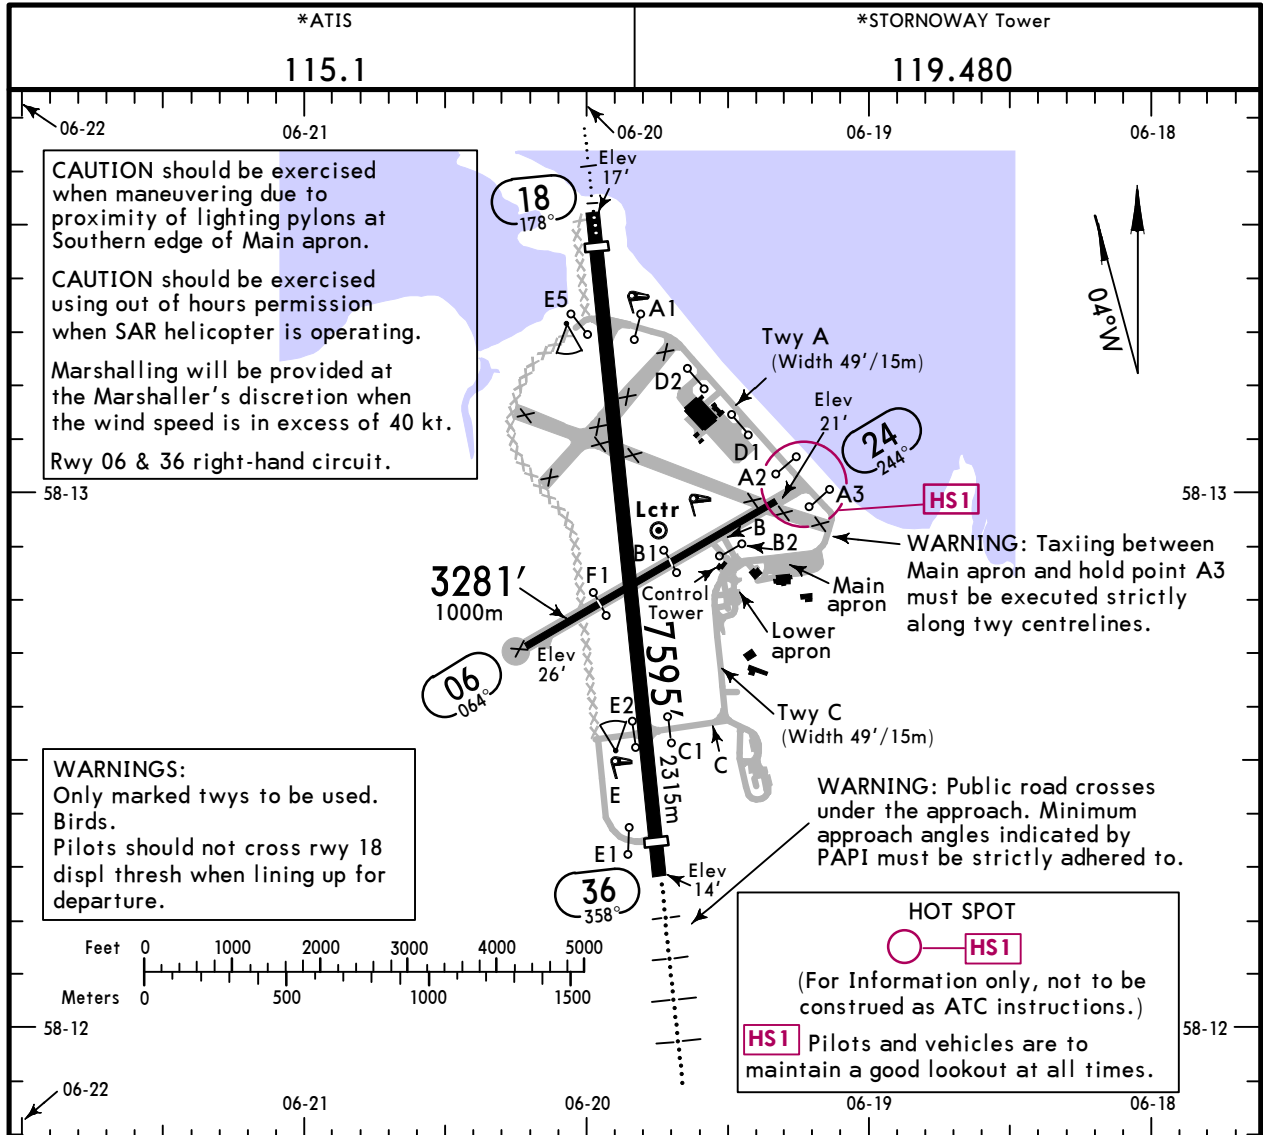 *ATIS
115.1
*STORNOWAY Tower
119.480
06-22
06-21
06-20
06-19
06-18
CAUTION should be exercised
when maneuvering due to
proximity of lighting pylons at
Southern edge of Main apron.
CAUTION should be exercised
using out of hours permission
when SAR helicopter is operating.
Marshalling will be provided at
the Marshaller's discretion when
the wind speed is in excess of 40 kt.
Rwy 06 & 36 right-hand circuit.
Elev
17'
18
178°
04°W
E5
A1
Twy A
(Width 49'/15m)
D2
Elev
21'
24
244°
D1
A2
A3
HS1
58-13
58-13
Lctr
B
B1
B2
WARNING: Taxiing between
Main apron and hold point A3
must be executed strictly
along twy centrelines.
3281'
1000m
F1
Control
Tower
Main
apron
Lower
apron
Elev
26'
06
064°
7595'
2315m
E2
C1
C
Twy C
(Width 49'/15m)
E
E1
WARNINGS:
Only marked twys to be used.
Birds.
Pilots should not cross rwy 18
displ thresh when lining up for
departure.
WARNING: Public road crosses
under the approach. Minimum
approach angles indicated by
PAPI must be strictly adhered to.
Elev
14'
36
358°
Feet 0 1000 2000 3000 4000 5000
Meters 0 500 1000 1500
HOT SPOT
HS1
(For Information only, not to be
construed as ATC instructions.)
HS1 Pilots and vehicles are to
maintain a good lookout at all times.
58-12
58-12
06-22
06-21
06-20
06-19
06-18